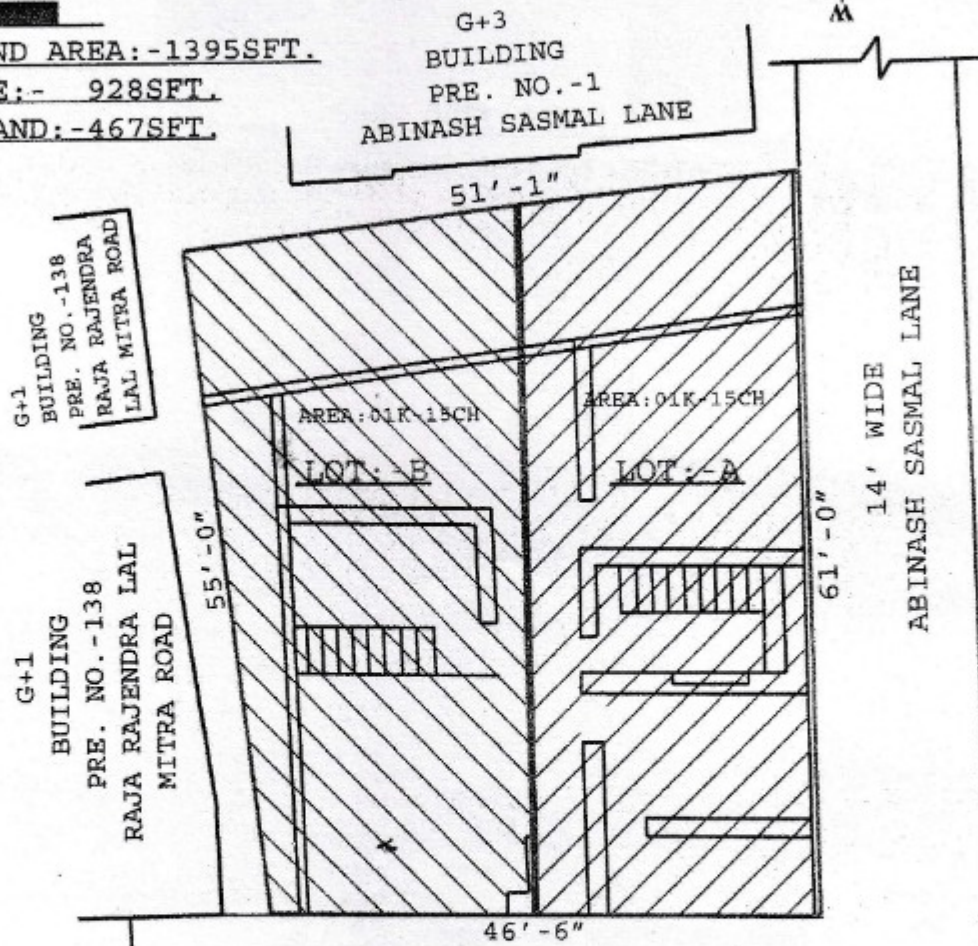 ND AREA:-1395SFT.
E:- 928SFT.
AND:-467SFT.
G+3
BUILDING
PRE. NO.-1
ABINASH SASMAL LANE
W
51'-1"
G+1
BUILDING
PRE. NO.-138
RAJA RAJENDRA
LAL MITRA ROAD
AREA:01K-15CH
LOT:-B
AREA:01K-15CH
LOT:-A
55'-0"
61'-0"
14' WIDE
ABINASH SASMAL LANE
G+1
BUILDING
PRE. NO.-138
RAJA RAJENDRA LAL
MITRA ROAD
46'-6"